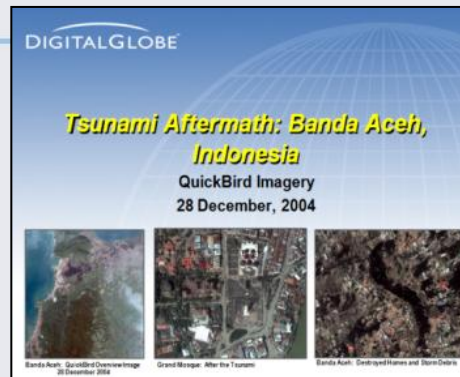 DIGITALGLOBE
Tsunami Aftermath: Banda Aceh,
Indonesia
QuickBird Imagery
28 December, 2004
Banda Aceh: QuickBird Overview Image
28 December 2004
Grand Mosque: After the Tsunami
Banda Aceh: Destroyed Homes and Storm Debris